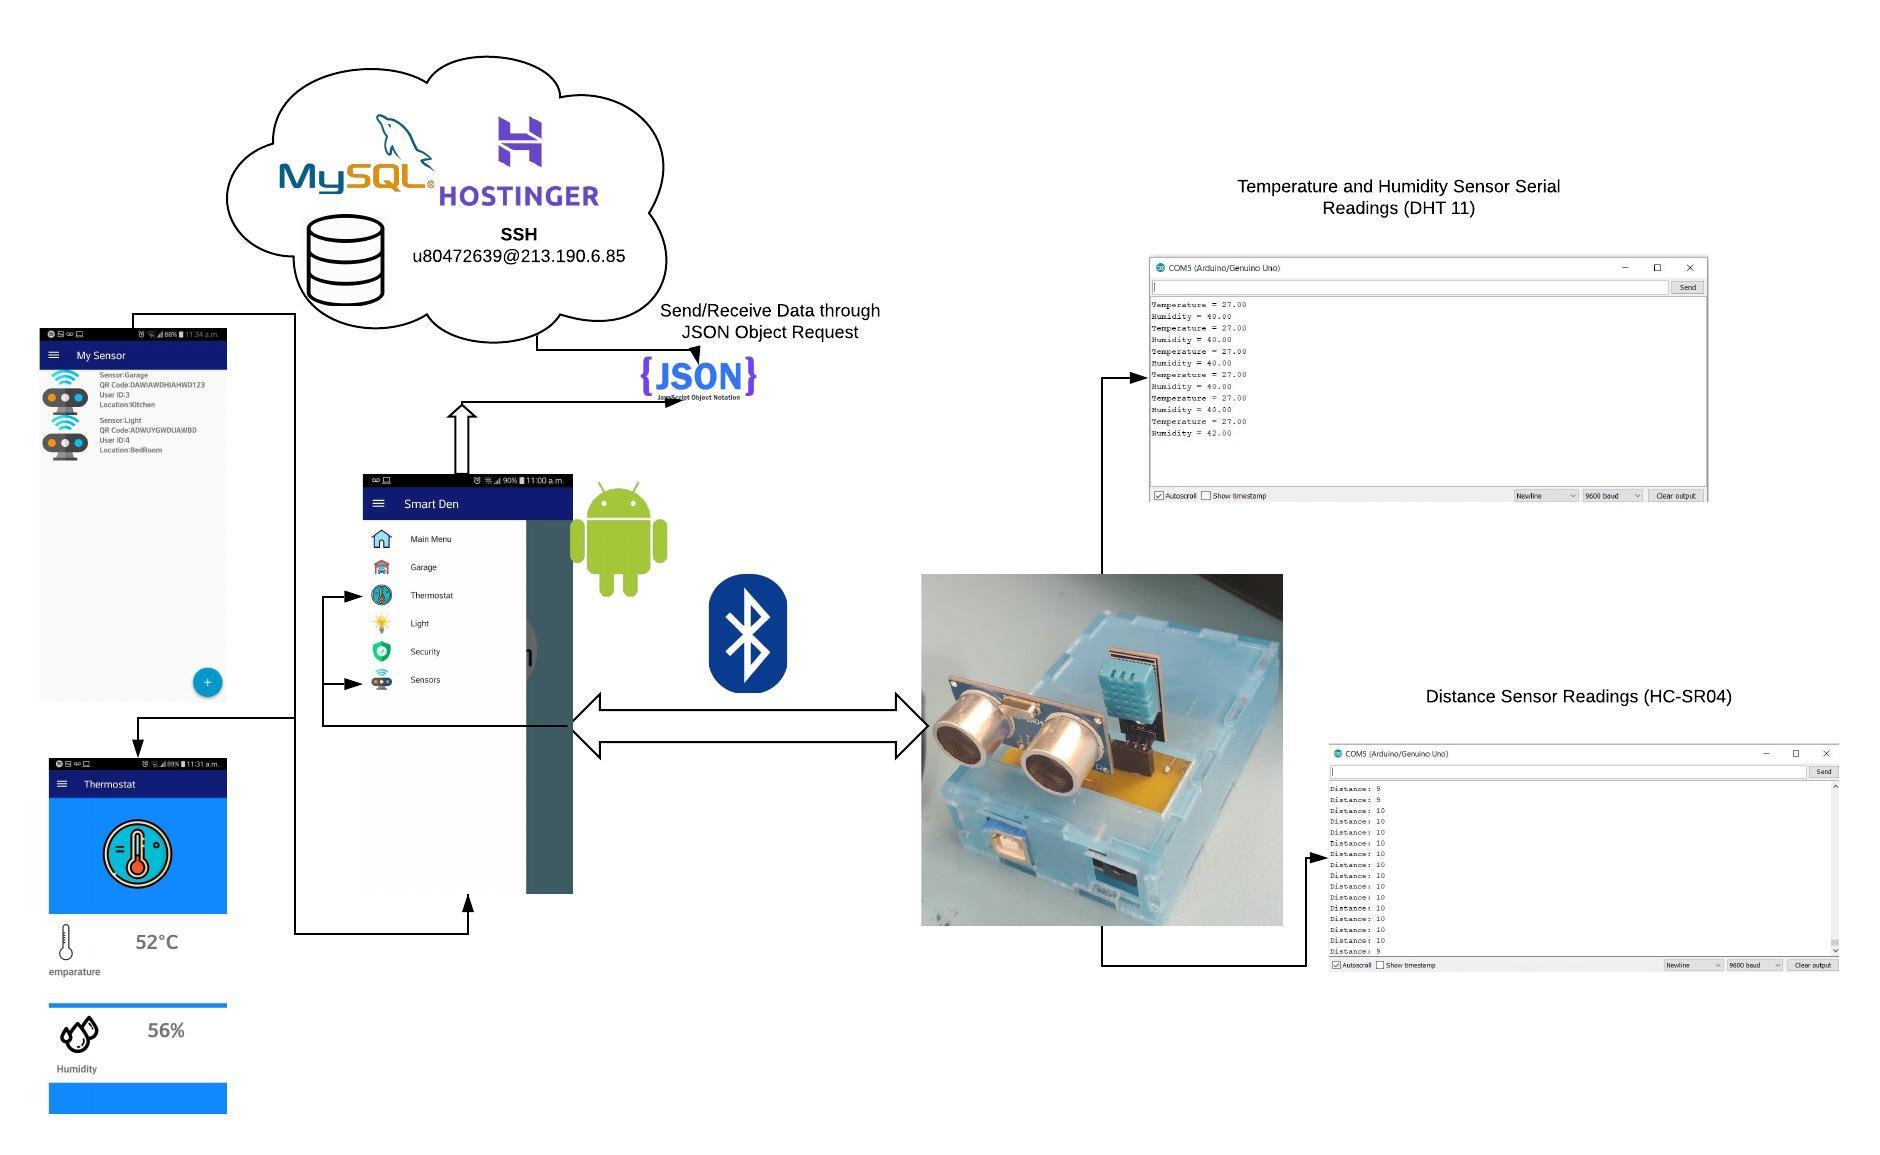 MySQL®
HOSTINGER
SSH
u80472639@213.190.6.85
Send/Receive Data through
JSON Object Request
{JSON}
JavaScript Object Notation
88% 11:34 a.m.
My Sensor
Sensor:Garage
QR Code:DAWIAWDHIAHWD123
User ID:3
Location:Kitchen
Sensor:Light
QR Code:ADWUYGWDUAWBD
User ID:4
Location:BedRoom
+
90% 11:00 a.m.
Smart Den
Main Menu
Garage
Thermostat
Light
Security
Sensors
89% 11:31 a.m.
Thermostat
52°C
emparature
56%
Humidity
Temperature and Humidity Sensor Serial
Readings (DHT 11)
COM5 (Arduino/Genuino Uno)
Send
Temperature = 27.00
Humidity = 40.00
Temperature = 27.00
Humidity = 40.00
Temperature = 27.00
Humidity = 40.00
Temperature = 27.00
Humidity = 40.00
Temperature = 27.00
Humidity = 40.00
Temperature = 27.00
Humidity = 42.00
Autoscroll Show timestamp Newline 9600 baud Clear output
Distance Sensor Readings (HC-SR04)
COM5 (Arduino/Genuino Uno)
Send
Distance: 9
Distance: 9
Distance: 10
Distance: 10
Distance: 10
Distance: 10
Distance: 10
Distance: 10
Distance: 10
Distance: 10
Distance: 10
Distance: 10
Distance: 10
Distance: 10
Distance: 10
Distance: 9
Autoscroll Show timestamp Newline 9600 baud Clear output